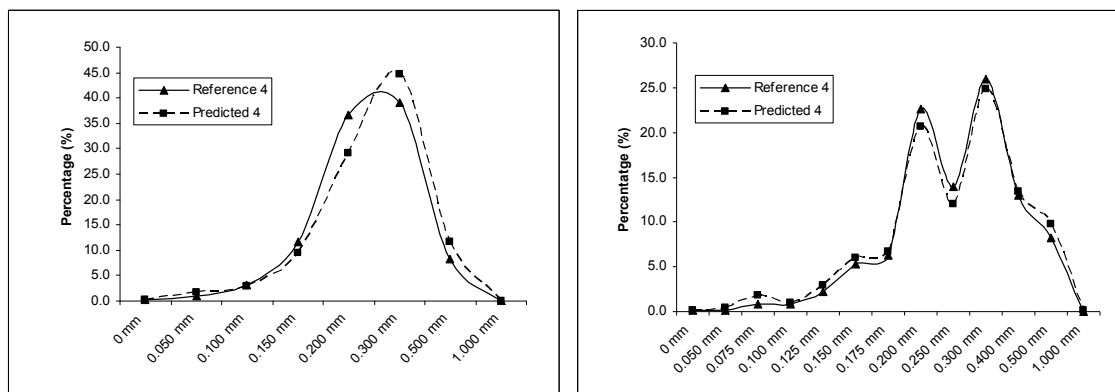 50.0
45.0
40.0
35.0
30.0
25.0
20.0
15.0
10.0
5.0
0.0
Percentage (%)
Reference 4
Predicted 4
0 mm
0.050 mm
0.100 mm
0.150 mm
0.200 mm
0.300 mm
0.500 mm
1.000 mm
30.0
25.0
20.0
15.0
10.0
5.0
0.0
Percentatge (%)
Reference 4
Predicted 4
0 mm
0.050 mm
0.075 mm
0.100 mm
0.125 mm
0.150 mm
0.175 mm
0.200 mm
0.250 mm
0.300 mm
0.400 mm
0.500 mm
1.000 mm